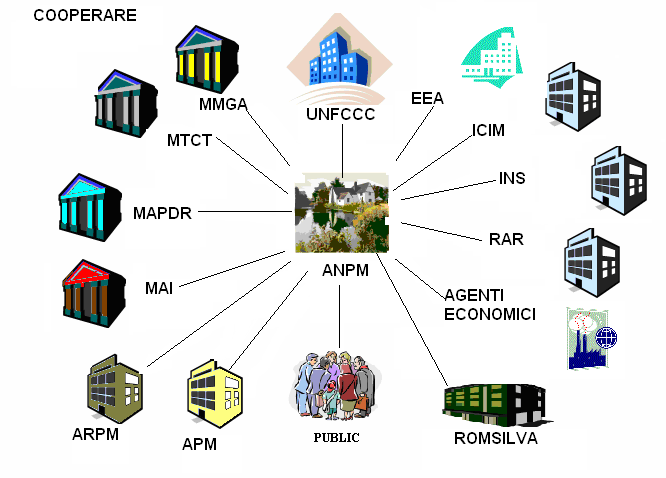 COOPERARE
MMGA
UNFCCC
EEA
MTCT
ICIM
MAPDR
INS
RAR
ANPM
MAI
AGENTI
ECONOMICI
ARPM
APM
PUBLIC
ROMSILVA